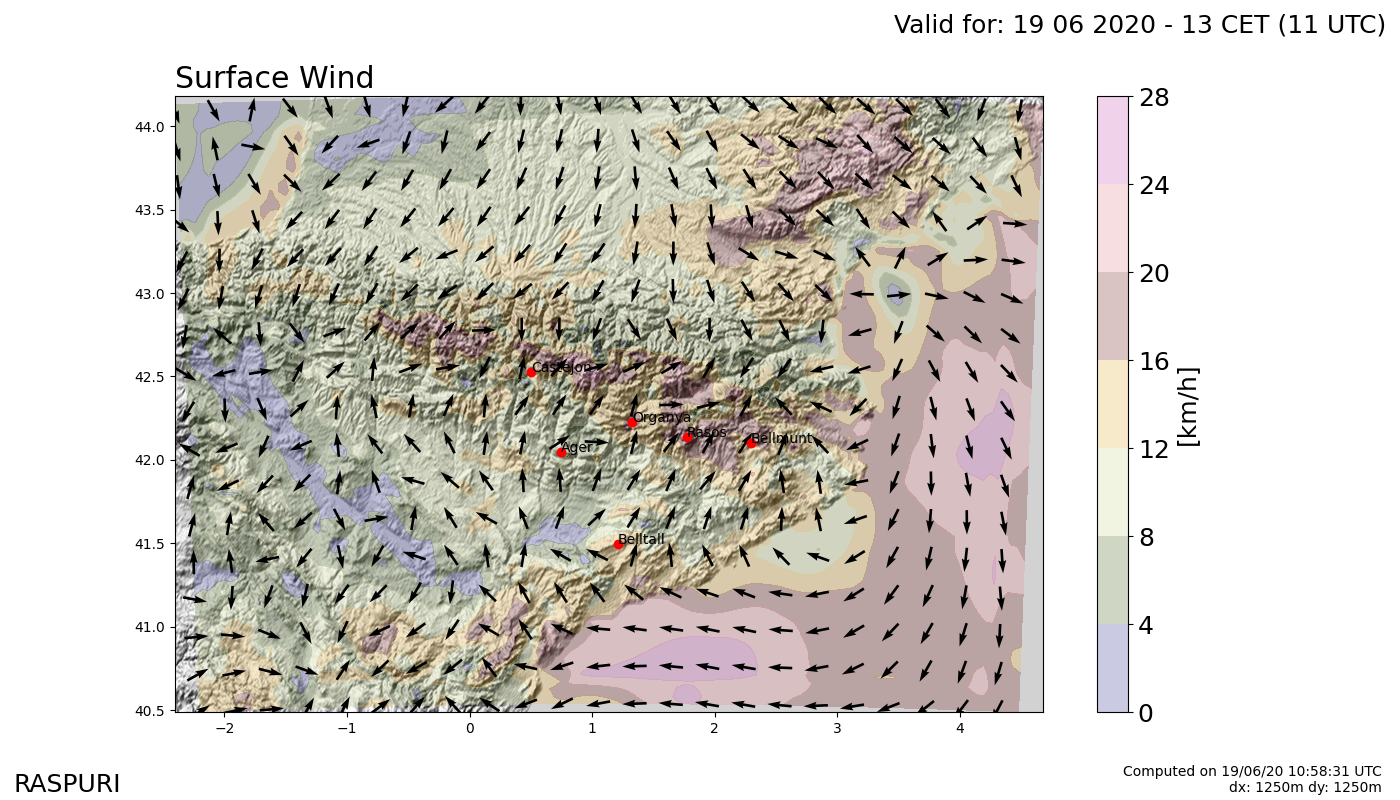 Valid for: 19 06 2020 - 13 CET (11 UTC)
Surface Wind
44.0
43.5
43.0
42.5
42.0
41.5
41.0
40.5
−2
−1
0
1
2
3
4
Castejon
Organya
Rasos
Bellmunt
Ager
Belltall
28
24
20
16
12
8
4
0
[km/h]
RASPURI
Computed on 19/06/20 10:58:31 UTC
dx: 1250m dy: 1250m